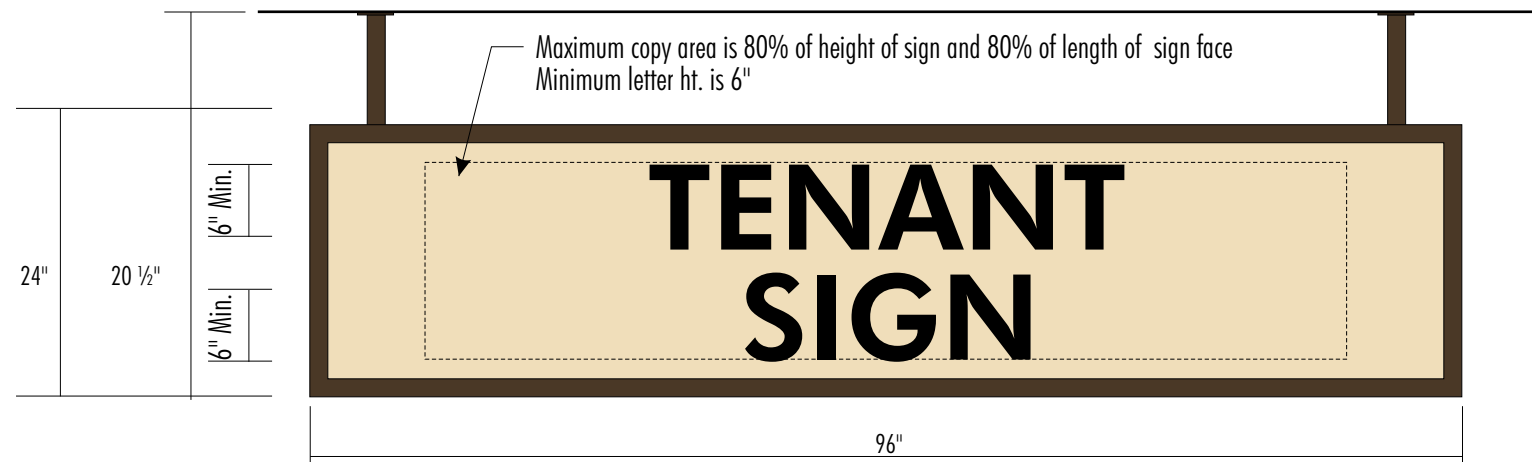 Maximum copy area is 80% of height of sign and 80% of length of sign face
Minimum letter ht. is 6"
TENANT
SIGN
6" Min.
6" Min.
24"
20 ½"
96"